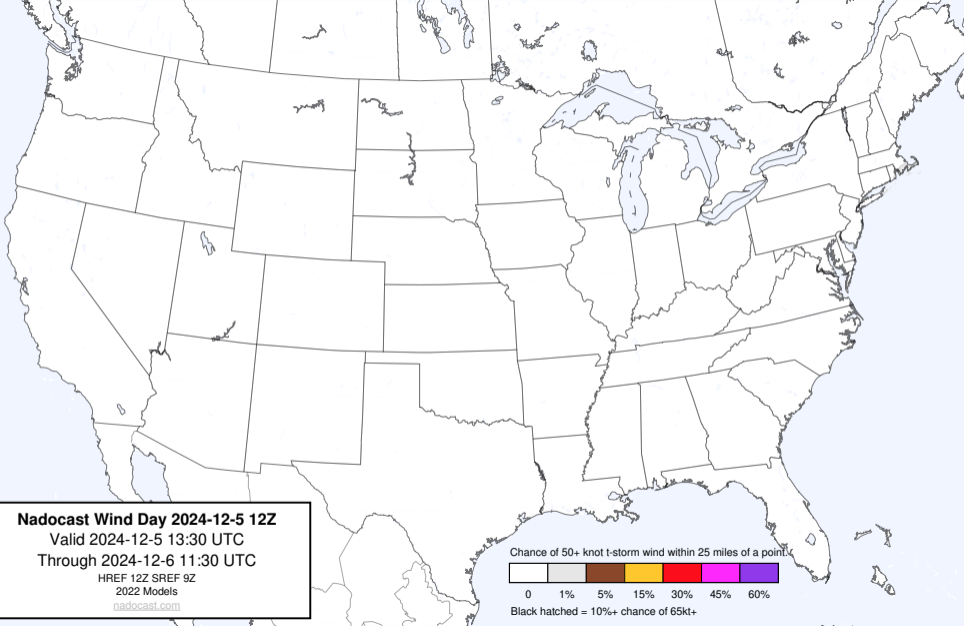 Nadocast Wind Day 2024-12-5 12Z
Valid 2024-12-5 13:30 UTC
Through 2024-12-6 11:30 UTC
HREF 12Z SREF 9Z
2022 Models
nadocast.com
Chance of 50+ knot t-storm wind within 25 miles of a point.
0 1% 5% 15% 30% 45% 60%
Black hatched = 10%+ chance of 65kt+